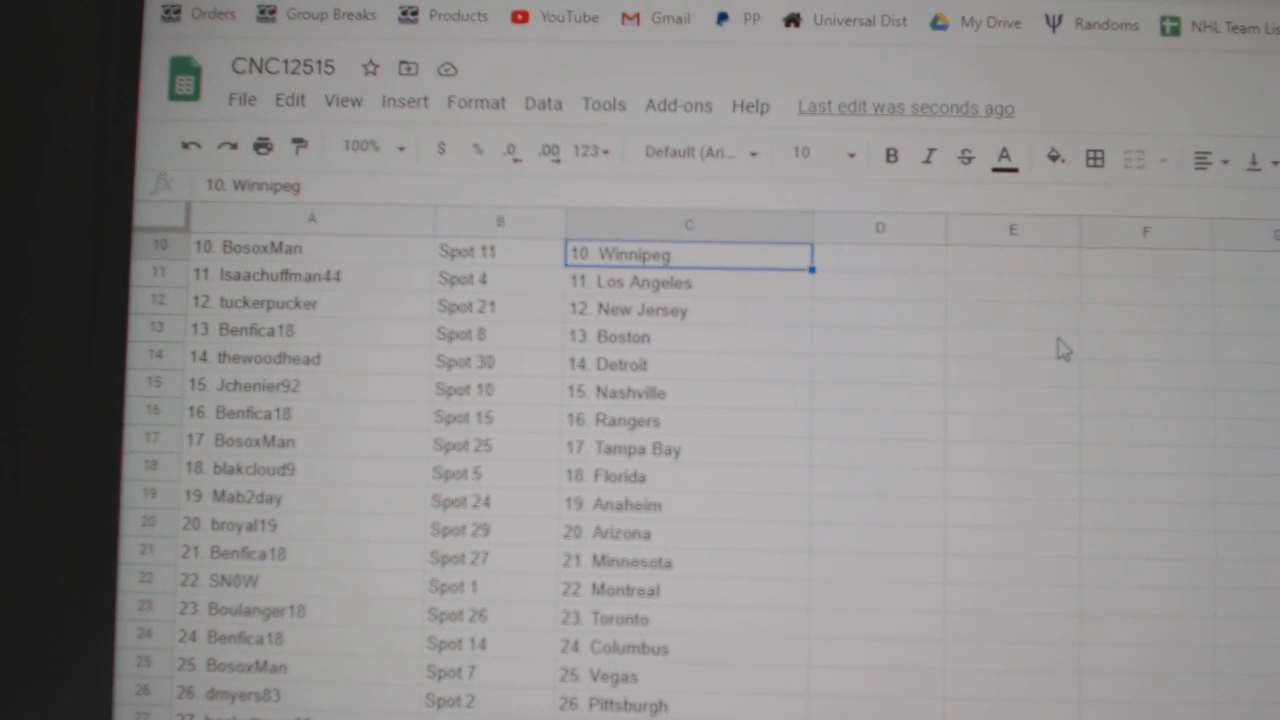 Orders Group Breaks Products YouTube Gmail PP Universal Dist My Drive Randoms NHL Team Lis
CNC12515
File Edit View Insert Format Data Tools Add-ons Help Last edit was seconds ago
100% $ % .0 .00 123 Default (Ari... 10 B I S A
fx 10. Winnipeg
A B C D E F
10 10. BosoxMan Spot 11 10. Winnipeg
11 11. Isaachuffman44 Spot 4 11. Los Angeles
12 12. tuckerpucker Spot 21 12. New Jersey
13 13. Benfica18 Spot 8 13. Boston
14 14. thewoodhead Spot 30 14. Detroit
15 15. Jchenier92 Spot 10 15. Nashville
16 16. Benfica18 Spot 15 16. Rangers
17 17. BosoxMan Spot 25 17. Tampa Bay
18 18. blakcloud9 Spot 5 18. Florida
19 19. Mab2day Spot 24 19. Anaheim
20 20. broyal19 Spot 29 20. Arizona
21 21. Benfica18 Spot 27 21. Minnesota
22 22. SN0W Spot 1 22. Montreal
23 23. Boulanger18 Spot 26 23. Toronto
24 24. Benfica18 Spot 14 24. Columbus
25 25. BosoxMan Spot 7 25. Vegas
26 26. dmyers83 Spot 2 26. Pittsburgh